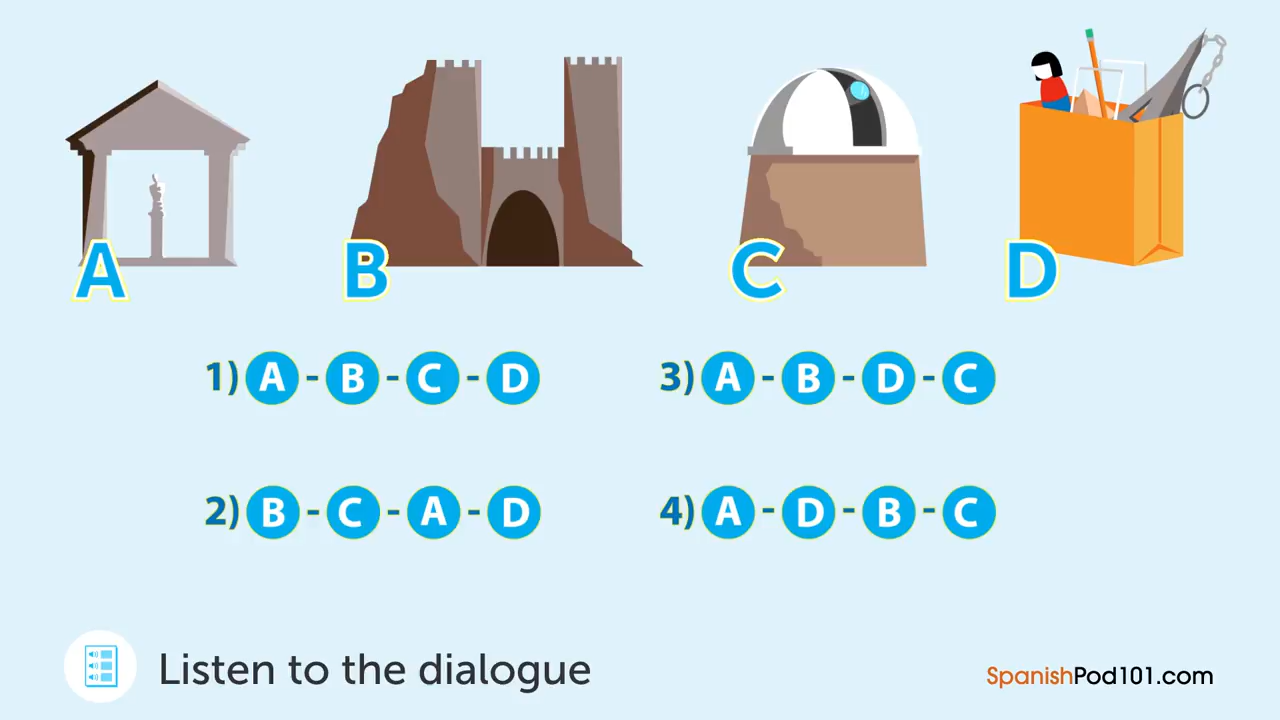 A B C D
1) A - B - C - D
3) A - B - D - C
2) B - C - A - D
4) A - D - B - C
Listen to the dialogue
SpanishPod101.com